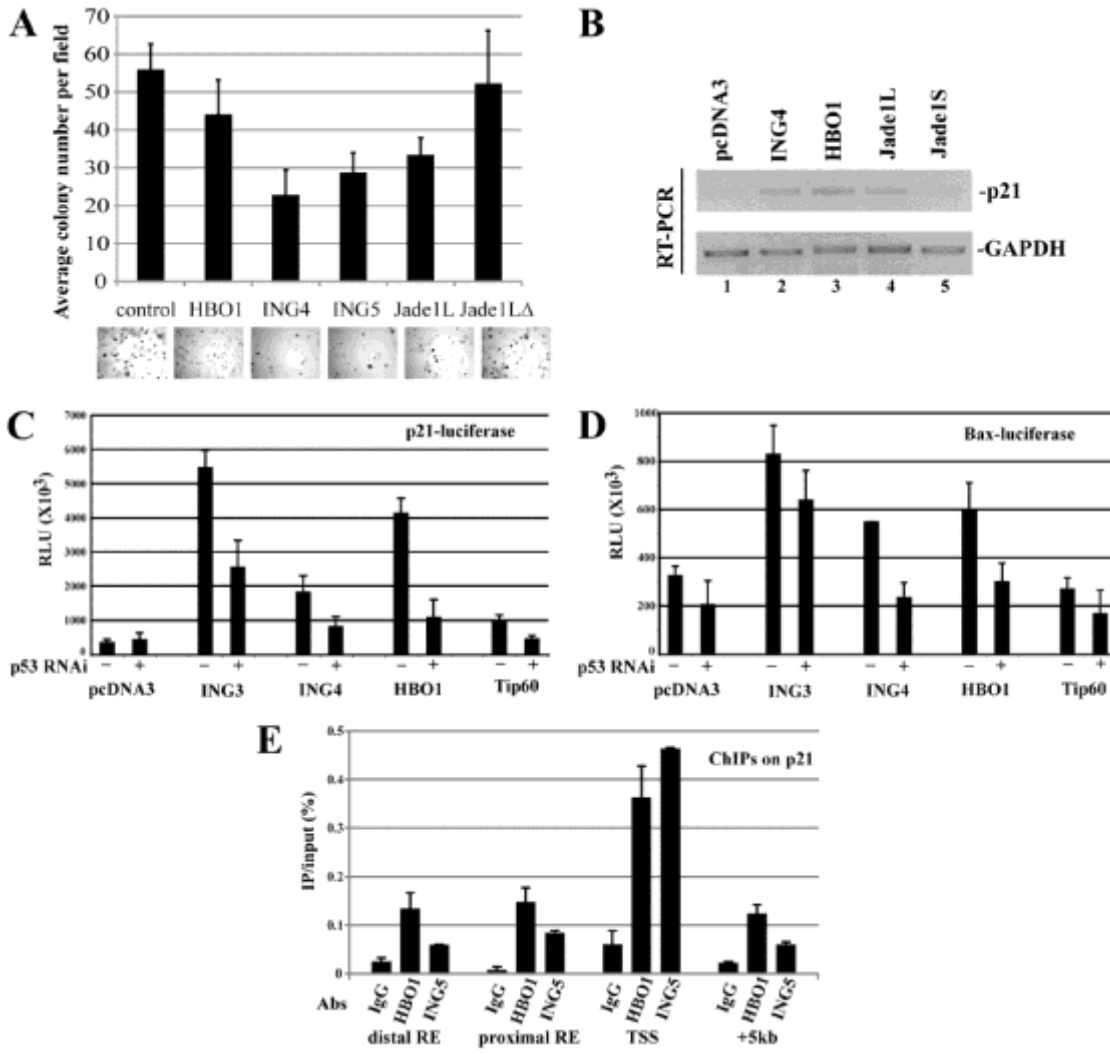 A
Average colony number per field
70
60
50
40
30
20
10
0
control HBO1 ING4 ING5 Jade1L Jade1LΔ
B
pcDNA3 ING4 HBO1 Jade1L Jade1S
RT-PCR
-p21
-GAPDH
1 2 3 4 5
C
p21-luciferase
RLU (X10³)
7000
6000
5000
4000
3000
2000
1000
0
p53 RNAi − + − + − + − + − +
pcDNA3 ING3 ING4 HBO1 Tip60
D
Bax-luciferase
RLU (X10³)
1000
800
600
400
200
0
p53 RNAi − + − + − + − + − +
pcDNA3 ING3 ING4 HBO1 Tip60
E
ChIPs on p21
IP/input (%)
0.5
0.4
0.3
0.2
0.1
0
Abs IgG HBO1 ING5 IgG HBO1 ING5 IgG HBO1 ING5 IgG HBO1 ING5
distal RE proximal RE TSS +5kb